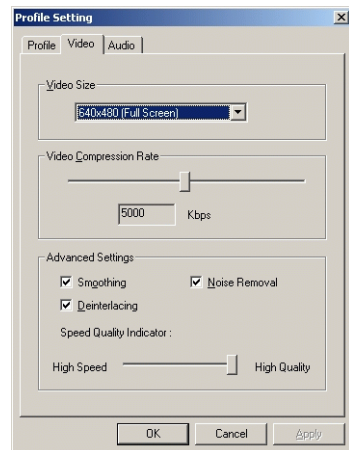 Profile Setting
Profile Video Audio
Video Size
640x480 (Full Screen)
Video Compression Rate
5000 Kbps
Advanced Settings
Smoothing Noise Removal
Deinterlacing
Speed Quality Indicator :
High Speed High Quality
OK Cancel Apply